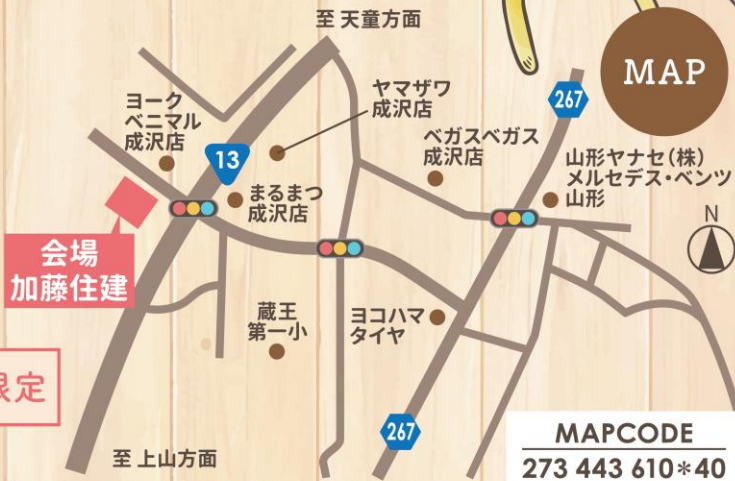 至 天童方面
MAP
267
ヤマザワ
成沢店
ヨーク
ベニマル
成沢店
ベガスベガス
成沢店
13
山形ヤナセ(株)
メルセデス・ベンツ
山形
まるまつ
成沢店
N
会場
加藤住建
蔵王
第一小
ヨコハマ
タイヤ
限定
267
至 上山方面
MAPCODE
273 443 610*40